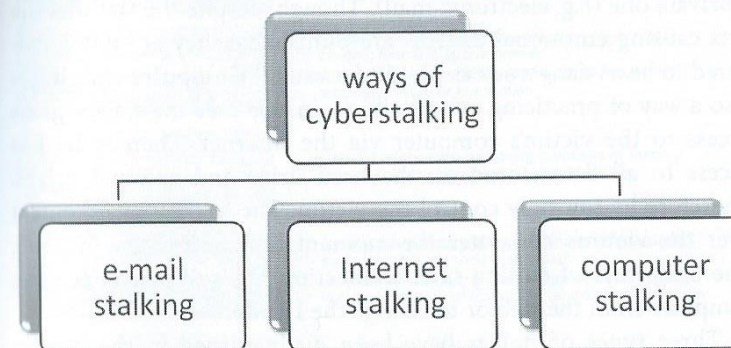 ways of
cyberstalking
e-mail
stalking
Internet
stalking
computer
stalking